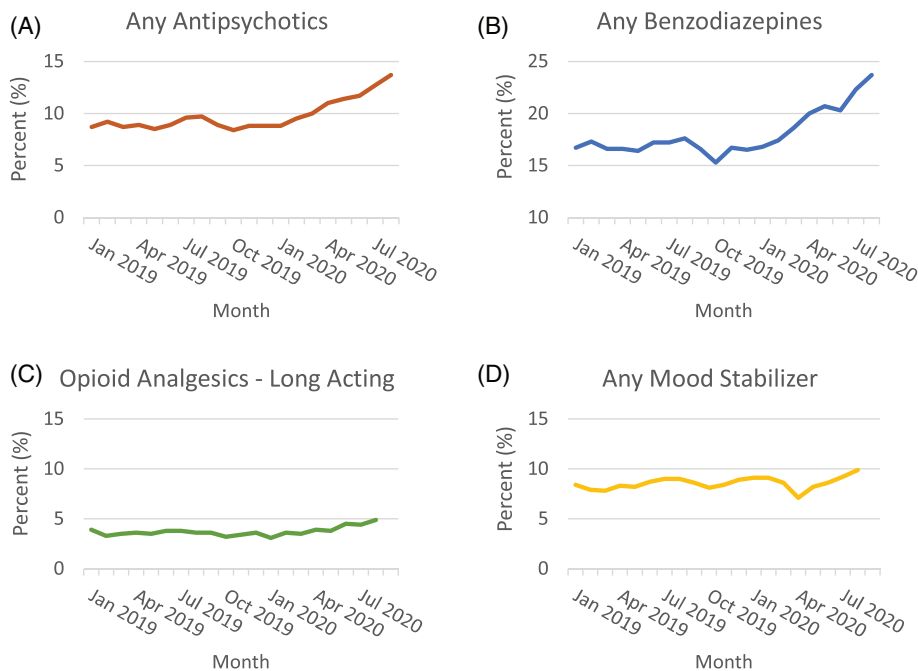 (A)
Any Antipsychotics
Percent (%)
15
10
5
0
Jan 2019
Apr 2019
Jul 2019
Oct 2019
Jan 2020
Apr 2020
Jul 2020
Month
(B)
Any Benzodiazepines
Percent (%)
25
20
15
10
Jan 2019
Apr 2019
Jul 2019
Oct 2019
Jan 2020
Apr 2020
Jul 2020
Month
(C)
Opioid Analgesics - Long Acting
Percent (%)
15
10
5
0
Jan 2019
Apr 2019
Jul 2019
Oct 2019
Jan 2020
Apr 2020
Jul 2020
Month
(D)
Any Mood Stabilizer
Percent (%)
15
10
5
0
Jan 2019
Apr 2019
Jul 2019
Oct 2019
Jan 2020
Apr 2020
Jul 2020
Month